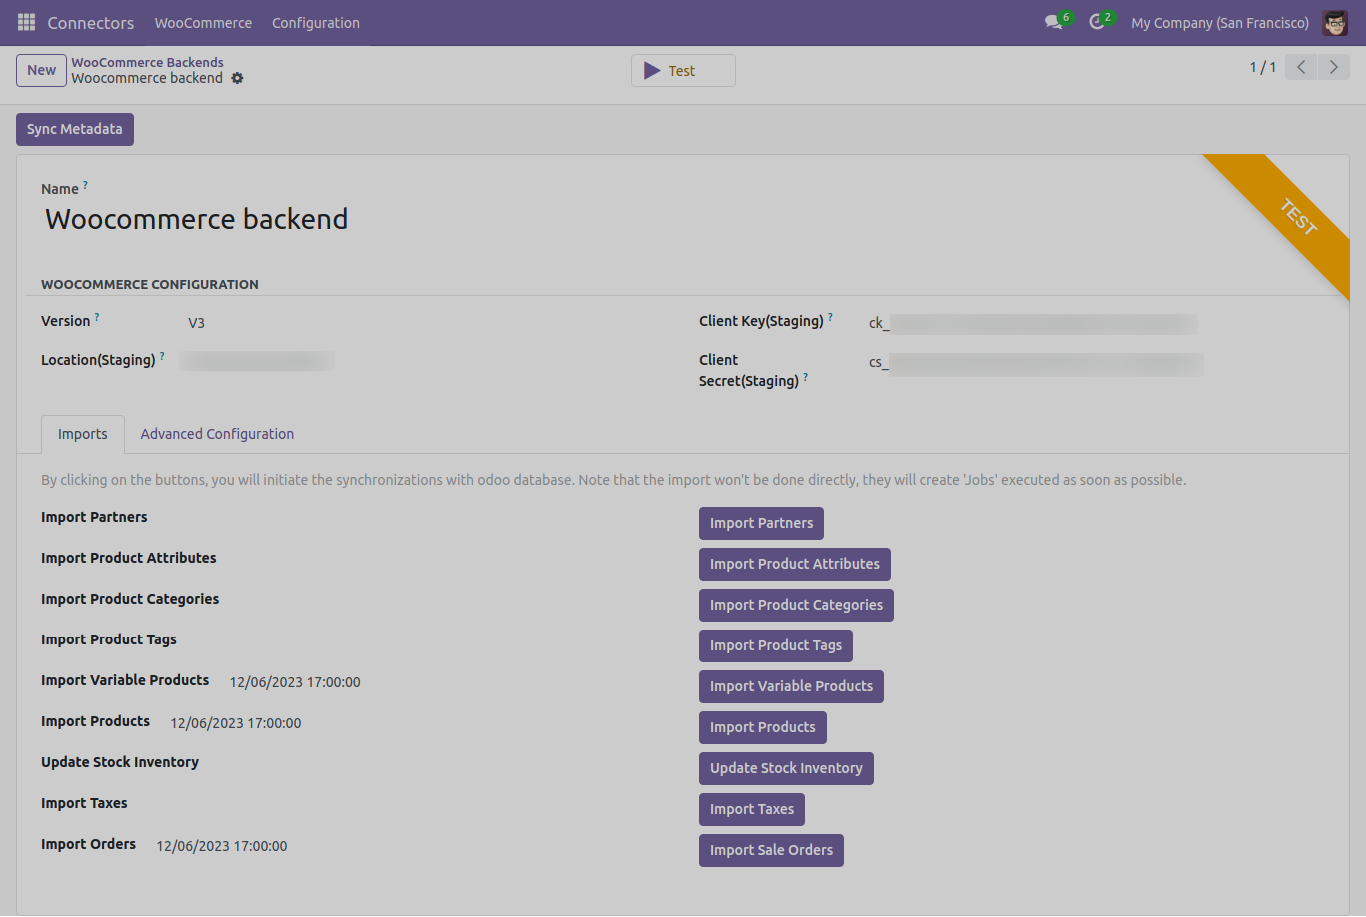 Connectors WooCommerce Configuration 6 2 My Company (San Francisco)
New WooCommerce Backends
Woocommerce backend
Test
1 / 1
Sync Metadata
TEST
Name ?
Woocommerce backend
WOOCOMMERCE CONFIGURATION
Version ? V3
Client Key(Staging) ? ck_
Location(Staging) ?
Client
Secret(Staging) ? cs_
Imports Advanced Configuration
By clicking on the buttons, you will initiate the synchronizations with odoo database. Note that the import won't be done directly, they will create 'Jobs' executed as soon as possible.
Import Partners Import Partners
Import Product Attributes Import Product Attributes
Import Product Categories Import Product Categories
Import Product Tags Import Product Tags
Import Variable Products 12/06/2023 17:00:00 Import Variable Products
Import Products 12/06/2023 17:00:00 Import Products
Update Stock Inventory Update Stock Inventory
Import Taxes Import Taxes
Import Orders 12/06/2023 17:00:00 Import Sale Orders